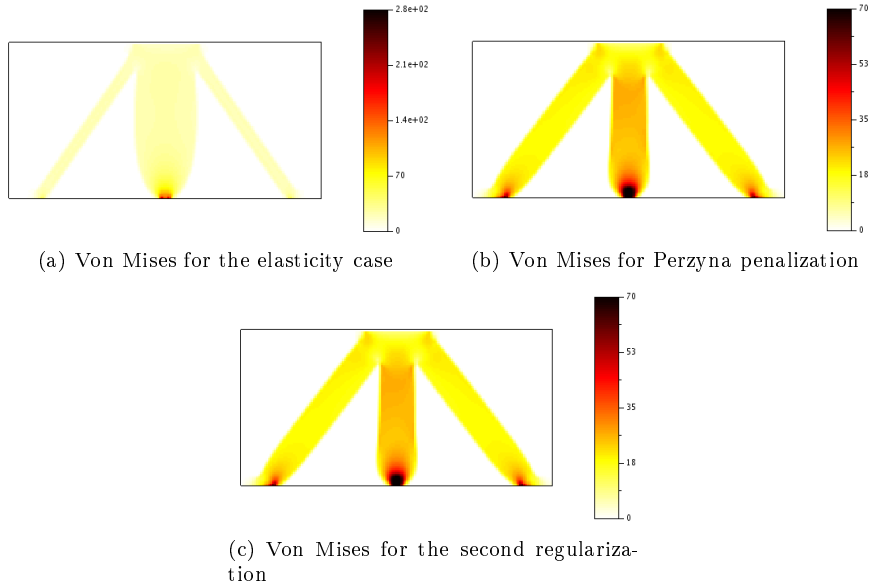 2.8e+02
2.1e+02
1.4e+02
70
0
70
53
35
18
0
(a) Von Mises for the elasticity case
(b) Von Mises for Perzyna penalization
70
53
35
18
0
(c) Von Mises for the second regulariza-
tion